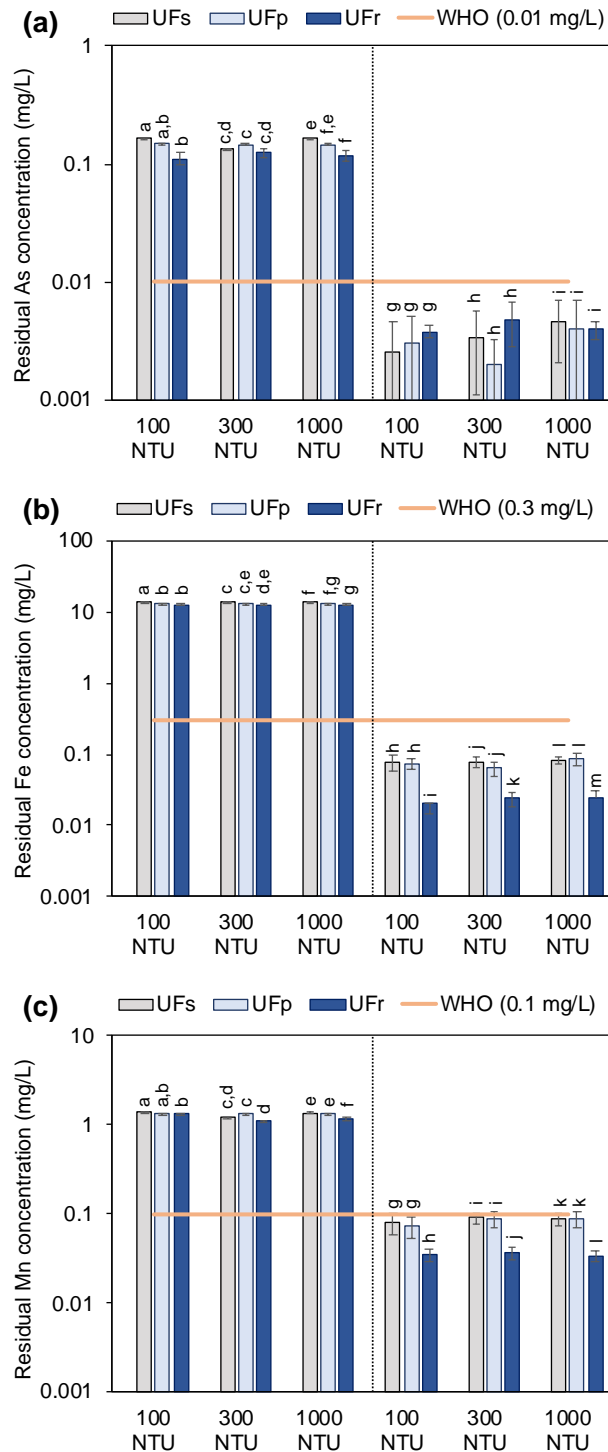 (a)
UFs UFp UFr WHO (0.01 mg/L)
Residual As concentration (mg/L)
1
0.1
0.01
0.001
a a,b b c,d c c,d e f,e f g g g h h h i i i
100 NTU 300 NTU 1000 NTU 100 NTU 300 NTU 1000 NTU
(b)
UFs UFp UFr WHO (0.3 mg/L)
Residual Fe concentration (mg/L)
100
10
1
0.1
0.01
0.001
a b b c c,e d,e f f,g g h h i j j k l l m
100 NTU 300 NTU 1000 NTU 100 NTU 300 NTU 1000 NTU
(c)
UFs UFp UFr WHO (0.1 mg/L)
Residual Mn concentration (mg/L)
10
1
0.1
0.01
0.001
a a,b b c,d c d e e f g g h i i j k k l
100 NTU 300 NTU 1000 NTU 100 NTU 300 NTU 1000 NTU